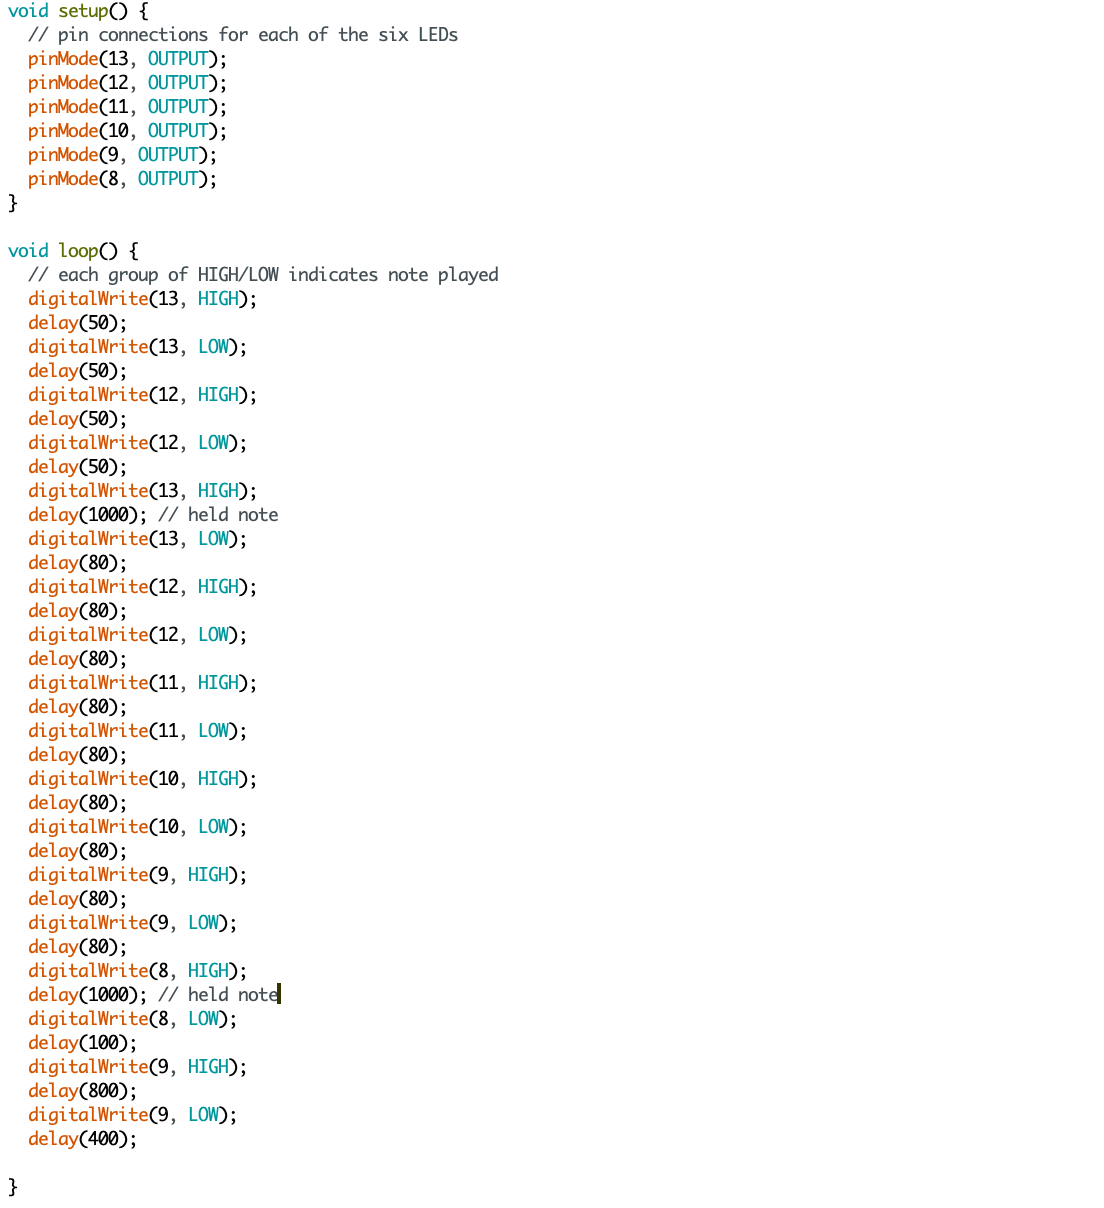 void setup() {
  // pin connections for each of the six LEDs
  pinMode(13, OUTPUT);
  pinMode(12, OUTPUT);
  pinMode(11, OUTPUT);
  pinMode(10, OUTPUT);
  pinMode(9, OUTPUT);
  pinMode(8, OUTPUT);
}

void loop() {
  // each group of HIGH/LOW indicates note played
  digitalWrite(13, HIGH);
  delay(50);
  digitalWrite(13, LOW);
  delay(50);
  digitalWrite(12, HIGH);
  delay(50);
  digitalWrite(12, LOW);
  delay(50);
  digitalWrite(13, HIGH);
  delay(1000); // held note
  digitalWrite(13, LOW);
  delay(80);
  digitalWrite(12, HIGH);
  delay(80);
  digitalWrite(12, LOW);
  delay(80);
  digitalWrite(11, HIGH);
  delay(80);
  digitalWrite(11, LOW);
  delay(80);
  digitalWrite(10, HIGH);
  delay(80);
  digitalWrite(10, LOW);
  delay(80);
  digitalWrite(9, HIGH);
  delay(80);
  digitalWrite(9, LOW);
  delay(80);
  digitalWrite(8, HIGH);
  delay(1000); // held note
  digitalWrite(8, LOW);
  delay(100);
  digitalWrite(9, HIGH);
  delay(800);
  digitalWrite(9, LOW);
  delay(400);

}